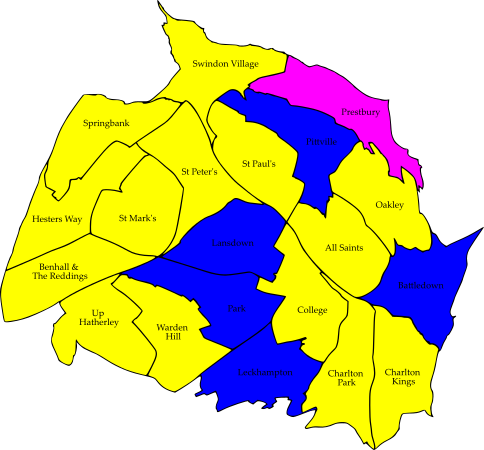 Swindon Village
Prestbury
Springbank
Pittville
St Paul's
St Peter's
Oakley
Hesters Way
St Mark's
Lansdown
All Saints
Benhall &
The Reddings
Battledown
Up
Hatherley
Warden
Hill
Park
College
Leckhampton
Charlton
Park
Charlton
Kings